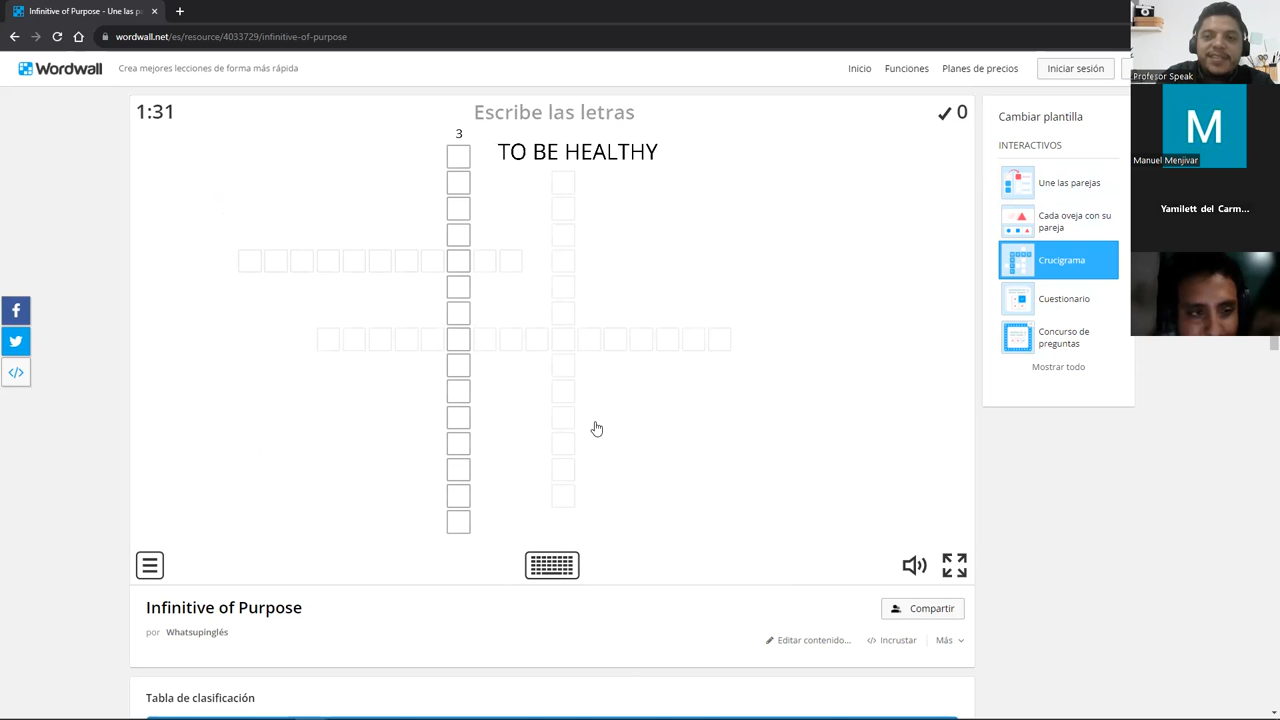 Infinitive of Purpose - Une las p
wordwall.net/es/resource/4033729/infinitive-of-purpose
Wordwall
Crea mejores lecciones de forma más rápida
Inicio
Funciones
Planes de precios
Iniciar sesión
Profesor Speak
M
Manuel Menjivar
Yamilett del Carm...
1:31
Escribe las letras
0
3
TO BE HEALTHY
Cambiar plantilla
INTERACTIVOS
Une las parejas
Cada oveja con su
pareja
Crucigrama
Cuestionario
Concurso de
preguntas
Mostrar todo
Infinitive of Purpose
Compartir
por Whatsupinglés
Editar contenido...
Incrustar
Más
Tabla de clasificación